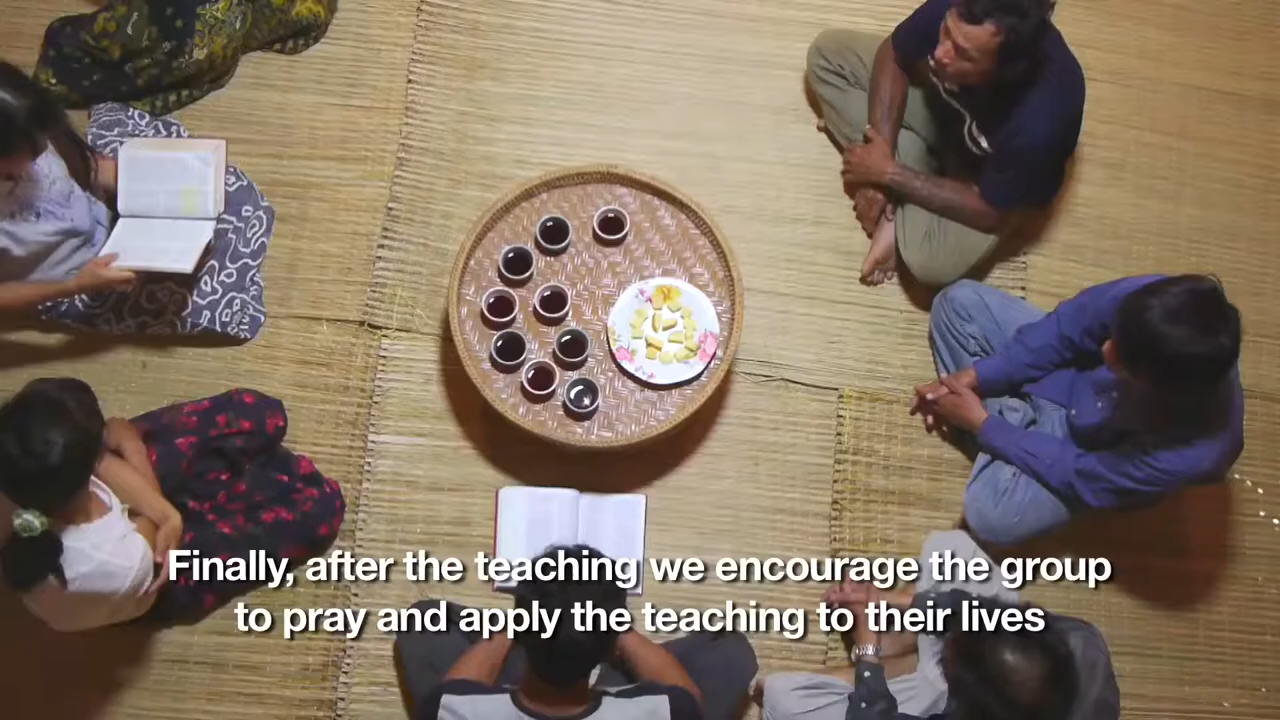 Finally, after the teaching we encourage the group
to pray and apply the teaching to their lives